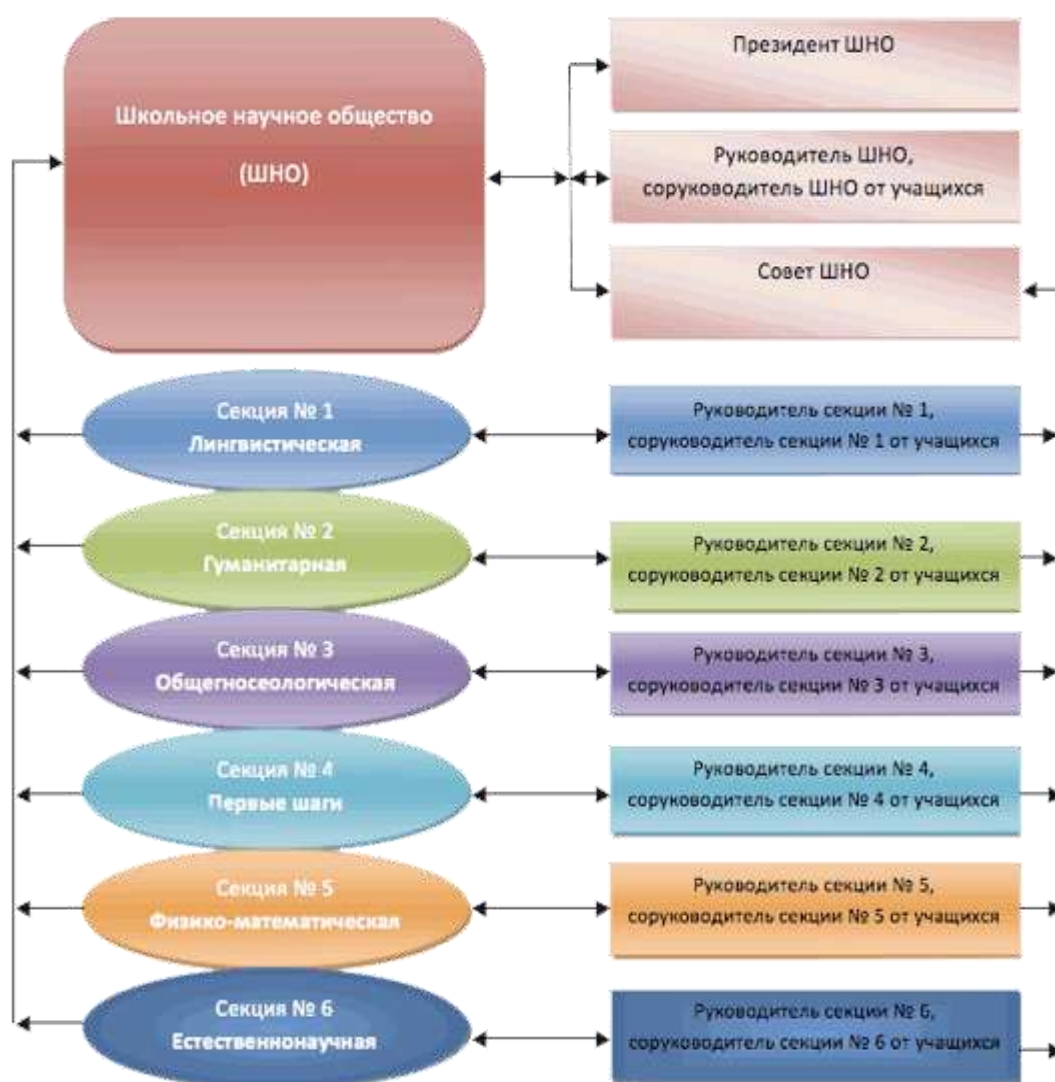 Школьное научное общество
(ШНО)
Президент ШНО
Руководитель ШНО,
соруководитель ШНО от учащихся
Совет ШНО
Секция № 1
Лингвистическая
Руководитель секции № 1,
соруководитель секции № 1 от учащихся
Секция № 2
Гуманитарная
Руководитель секции № 2,
соруководитель секции № 2 от учащихся
Секция № 3
Общегносеологическая
Руководитель секции № 3,
соруководитель секции № 3 от учащихся
Секция № 4
Первые шаги
Руководитель секции № 4,
соруководитель секции № 4 от учащихся
Секция № 5
Физико-математическая
Руководитель секции № 5,
соруководитель секции № 5 от учащихся
Секция № 6
Естественнонаучная
Руководитель секции № 6,
соруководитель секции № 6 от учащихся